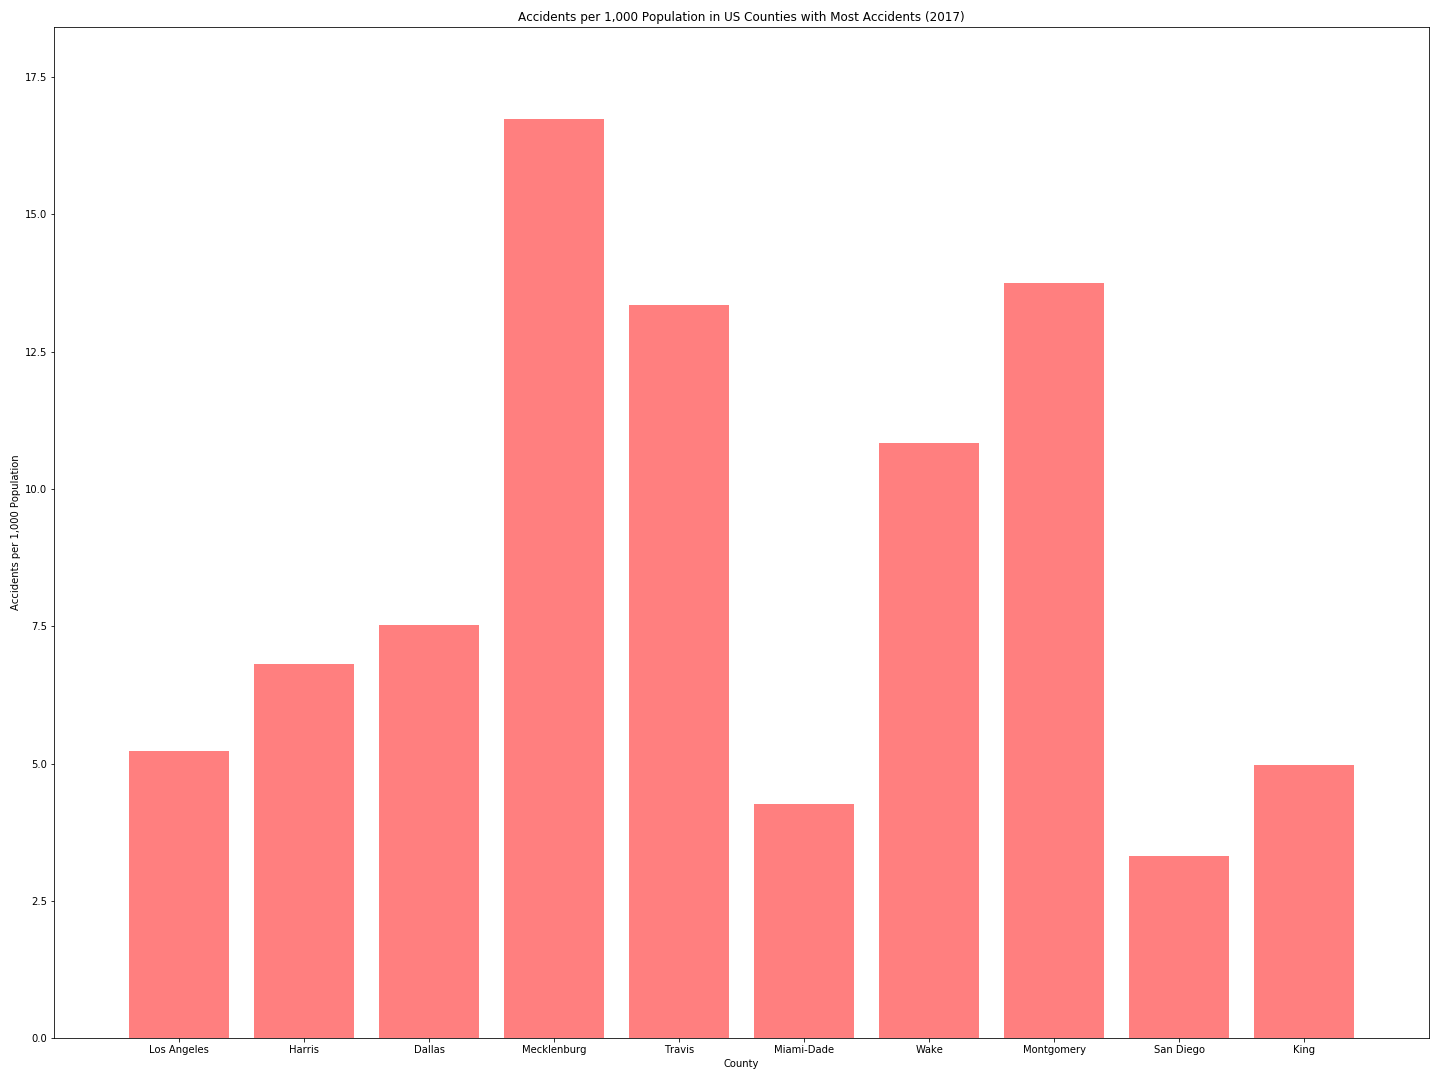 Accidents per 1,000 Population in US Counties with Most Accidents (2017)
17.5
15.0
12.5
10.0
7.5
5.0
2.5
0.0
Accidents per 1,000 Population
Los Angeles
Harris
Dallas
Mecklenburg
Travis
Miami-Dade
Wake
Montgomery
San Diego
King
County